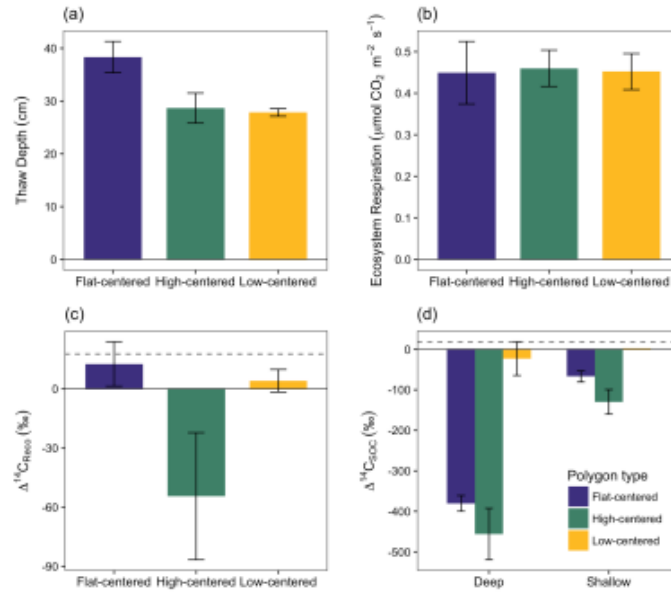 (a)
Thaw Depth (cm)
40
30
20
10
0
Flat-centered High-centered Low-centered
(b)
Ecosystem Respiration (μmol CO₂ m⁻² s⁻¹)
0.5
0.4
0.3
0.2
0.1
0.0
Flat-centered High-centered Low-centered
(c)
Δ¹⁴C_Reco (‰)
30
0
-30
-60
-90
Flat-centered High-centered Low-centered
(d)
Δ¹⁴C_SOC (‰)
0
-100
-200
-300
-400
-500
Polygon type
Flat-centered
High-centered
Low-centered
Deep Shallow